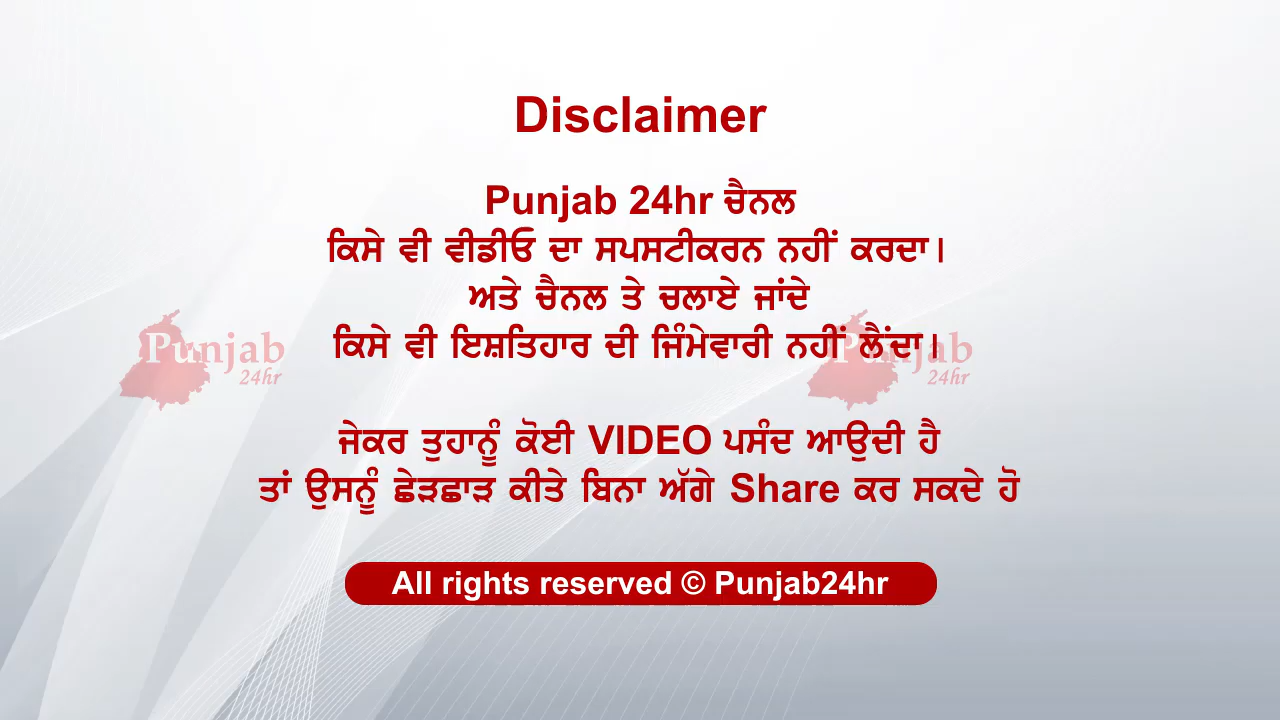 Disclaimer
Punjab 24hr ਚੈਨਲ
ਕਿਸੇ ਵੀ ਵੀਡੀਓ ਦਾ ਸਪਸਟੀਕਰਨ ਨਹੀਂ ਕਰਦਾ।
ਅਤੇ ਚੈਨਲ ਤੇ ਚਲਾਏ ਜਾਂਦੇ
ਕਿਸੇ ਵੀ ਇਸ਼ਤਿਹਾਰ ਦੀ ਜਿੰਮੇਵਾਰੀ ਨਹੀਂ ਲੈਂਦਾ।
Punjab
24hr
Punjab
24hr
ਜੇਕਰ ਤੁਹਾਨੂੰ ਕੋਈ VIDEO ਪਸੰਦ ਆਉਦੀ ਹੈ
ਤਾਂ ਉਸਨੂੰ ਛੇੜਛਾੜ ਕੀਤੇ ਬਿਨਾ ਅੱਗੇ Share ਕਰ ਸਕਦੇ ਹੋ
All rights reserved © Punjab24hr